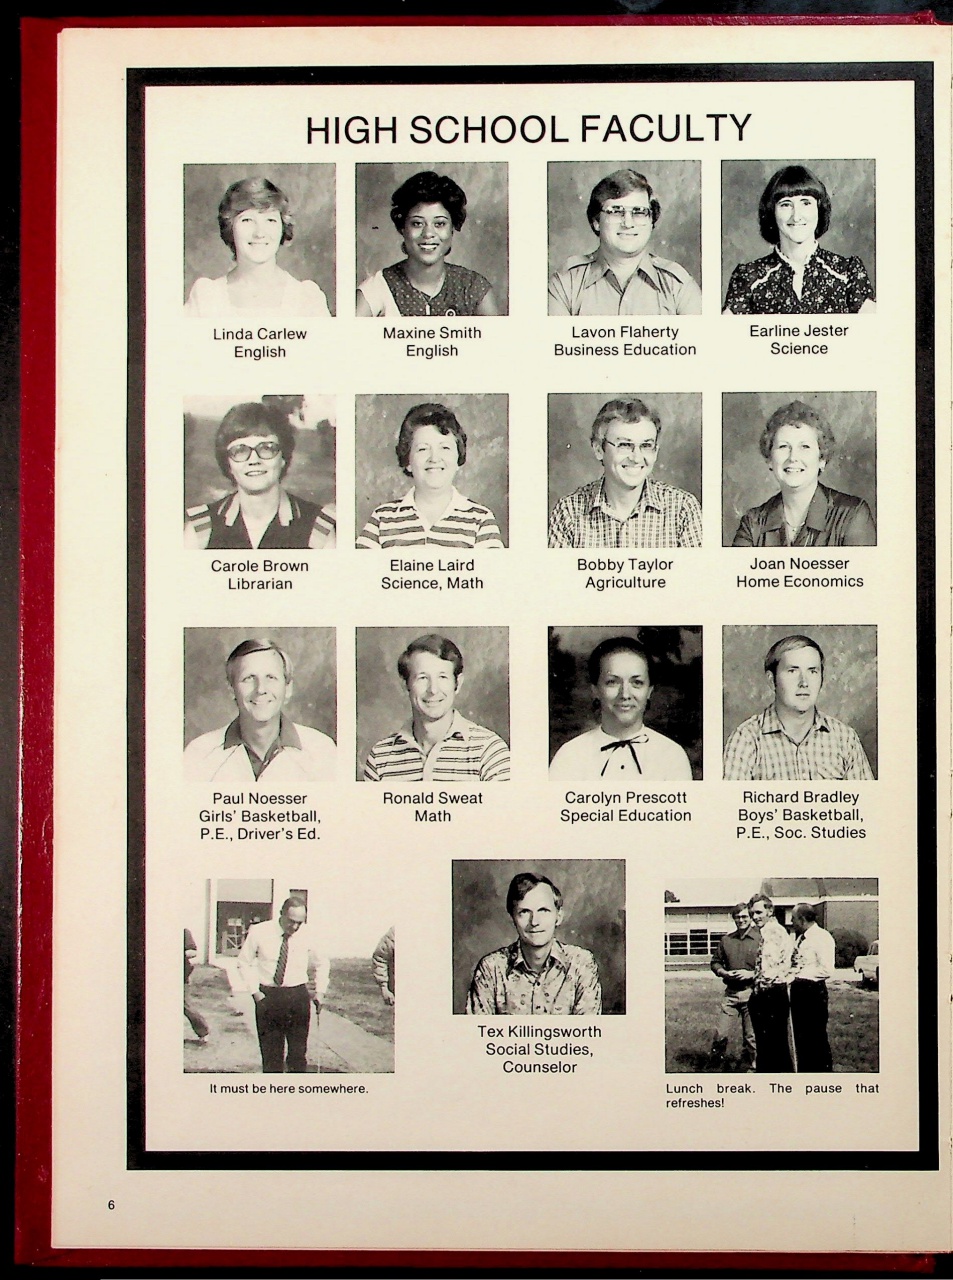 HIGH SCHOOL FACULTY
Linda Carlew
English
Maxine Smith
English
Lavon Flaherty
Business Education
Earline Jester
Science
Carole Brown
Librarian
Elaine Laird
Science, Math
Bobby Taylor
Agriculture
Joan Noesser
Home Economics
Paul Noesser
Girls' Basketball,
P.E., Driver's Ed.
Ronald Sweat
Math
Carolyn Prescott
Special Education
Richard Bradley
Boys' Basketball,
P.E., Soc. Studies
It must be here somewhere.
Tex Killingsworth
Social Studies,
Counselor
Lunch break. The pause that
refreshes!
6